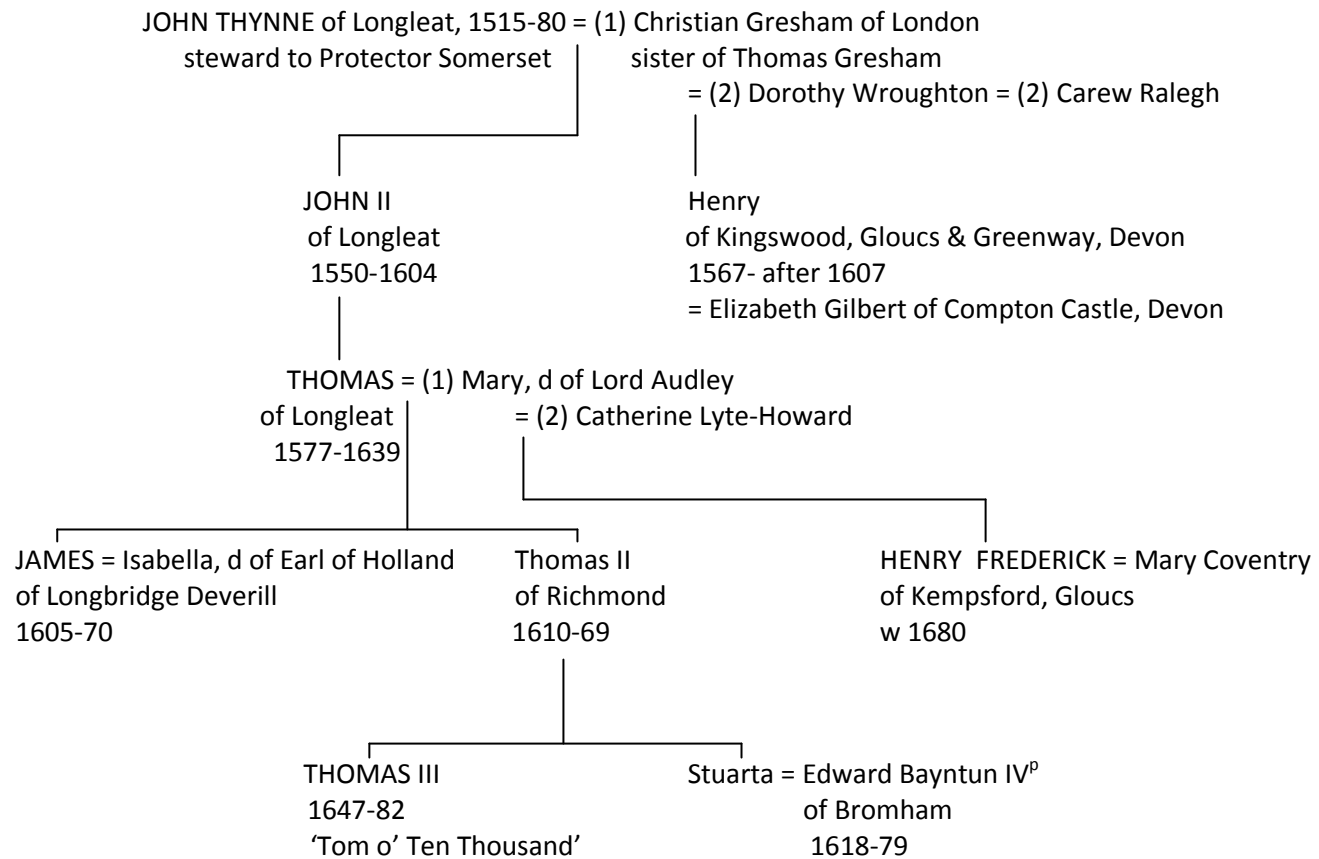 JOHN THYNNE of Longleat, 1515-80 = (1) Christian Gresham of London
steward to Protector Somerset sister of Thomas Gresham
= (2) Dorothy Wroughton = (2) Carew Ralegh
JOHN II
of Longleat
1550-1604
Henry
of Kingswood, Gloucs & Greenway, Devon
1567- after 1607
= Elizabeth Gilbert of Compton Castle, Devon
THOMAS = (1) Mary, d of Lord Audley
of Longleat = (2) Catherine Lyte-Howard
1577-1639
JAMES = Isabella, d of Earl of Holland
of Longbridge Deverill
1605-70
Thomas II
of Richmond
1610-69
HENRY FREDERICK = Mary Coventry
of Kempsford, Gloucs
w 1680
THOMAS III
1647-82
‘Tom o’ Ten Thousand’
Stuarta = Edward Bayntun IVᵖ
of Bromham
1618-79